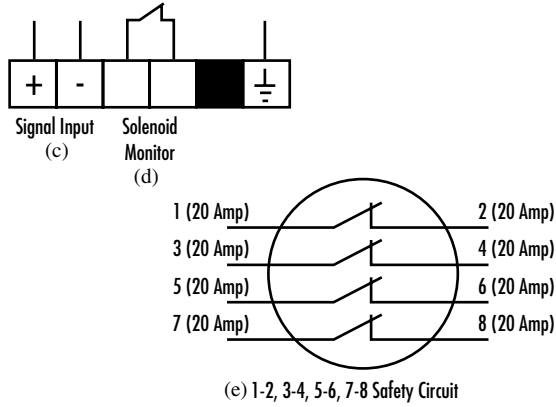 + -
Signal Input Solenoid
(c) Monitor
(d)
1 (20 Amp) 2 (20 Amp)
3 (20 Amp) 4 (20 Amp)
5 (20 Amp) 6 (20 Amp)
7 (20 Amp) 8 (20 Amp)
(e) 1-2, 3-4, 5-6, 7-8 Safety Circuit